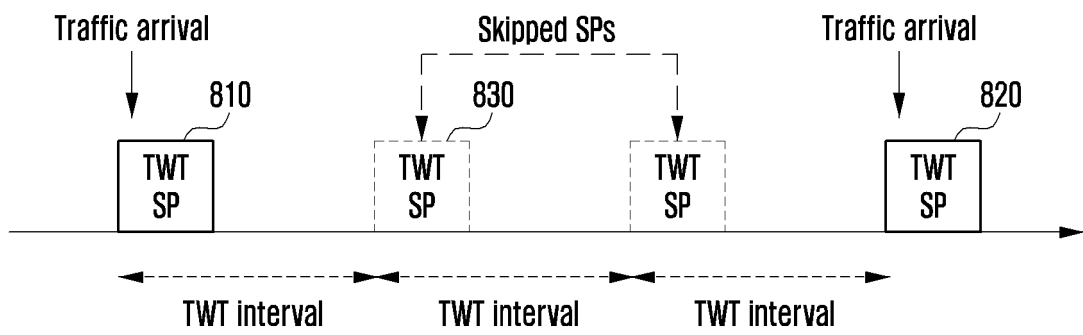 Traffic arrival
Skipped SPs
Traffic arrival
810
830
820
TWT
SP
TWT
SP
TWT
SP
TWT
SP
TWT interval
TWT interval
TWT interval